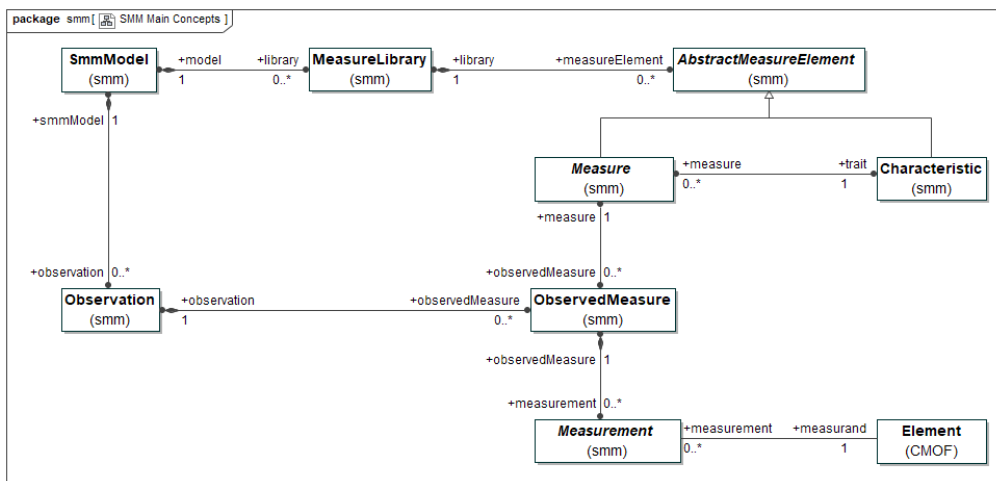 package smm[ SMM Main Concepts ]
SmmModel
(smm)
+model
1
+library
0..*
MeasureLibrary
(smm)
+library
1
+measureElement
0..*
AbstractMeasureElement
(smm)
+smmModel
1
Measure
(smm)
+measure
0..*
+trait
1
Characteristic
(smm)
+measure
1
+observation
0..*
+observedMeasure
0..*
Observation
(smm)
+observation
1
+observedMeasure
0..*
ObservedMeasure
(smm)
+observedMeasure
1
+measurement
0..*
Measurement
(smm)
+measurement
0..*
+measurand
1
Element
(CMOF)